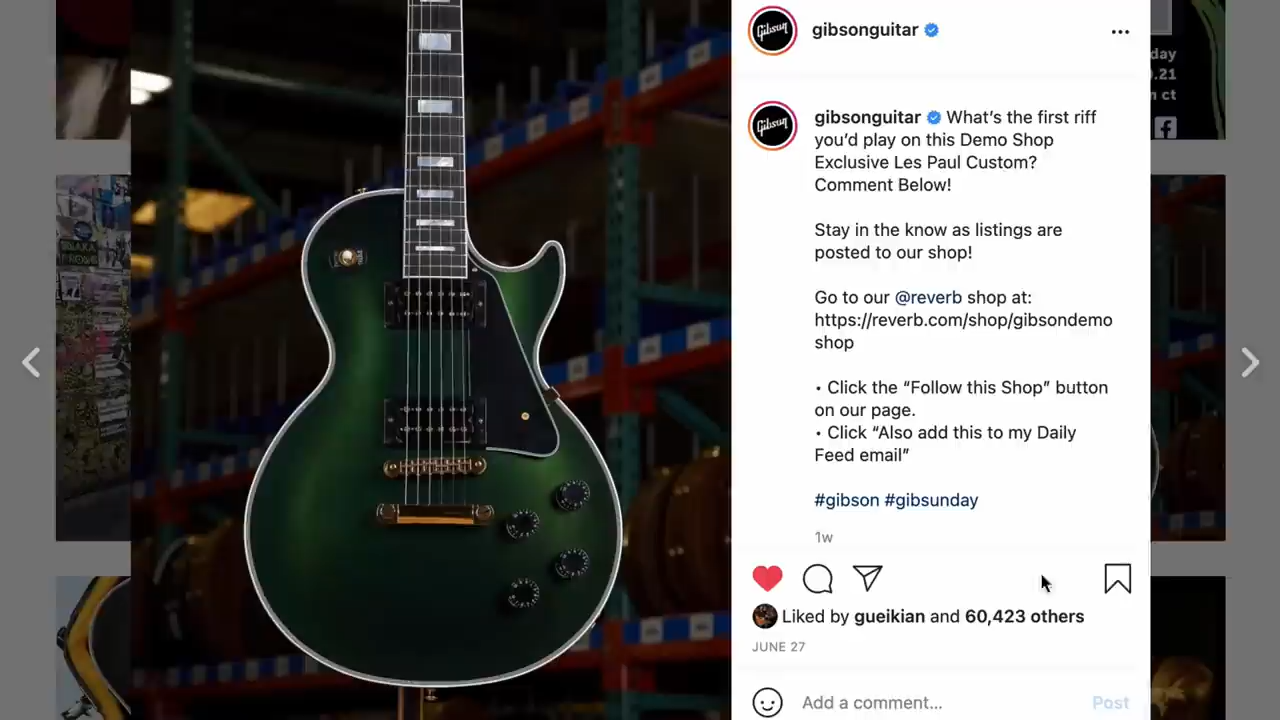 Gibson
gibsonguitar
...
Gibson
gibsonguitar What's the first riff
you'd play on this Demo Shop
Exclusive Les Paul Custom?
Comment Below!
Stay in the know as listings are
posted to our shop!
Go to our @reverb shop at:
https://reverb.com/shop/gibsondemo
shop
• Click the “Follow this Shop” button
on our page.
• Click “Also add this to my Daily
Feed email”
#gibson #gibsunday
1w
Liked by gueikian and 60,423 others
JUNE 27
Add a comment...
Post